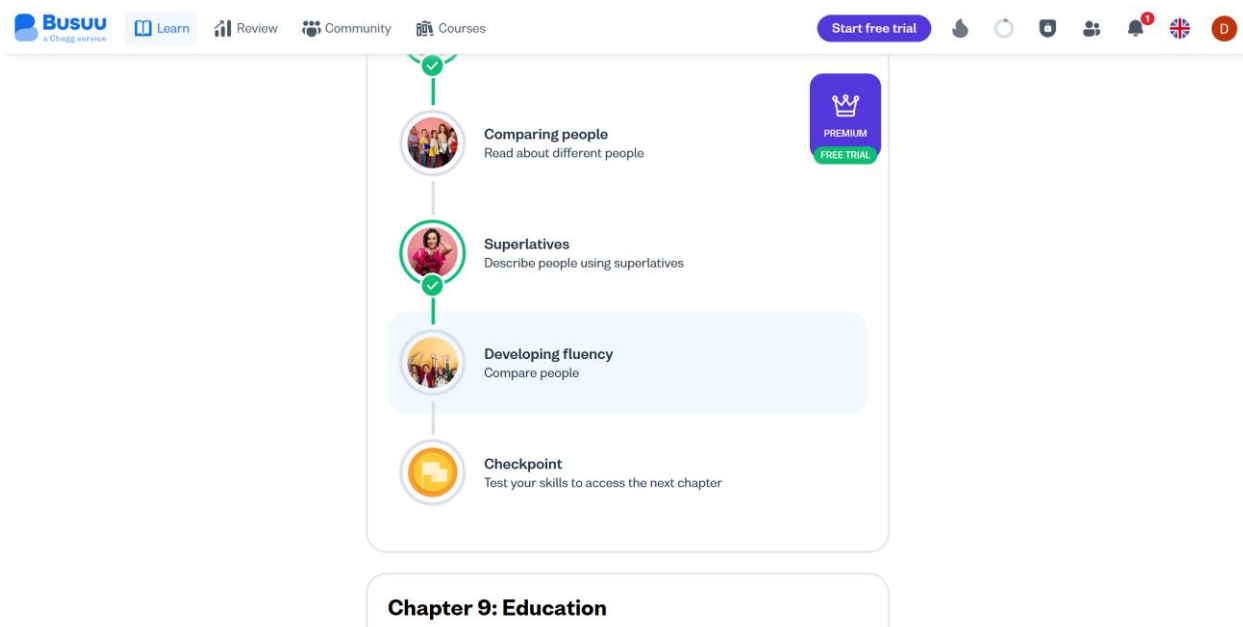 Busuu
a Chegg service
Learn
Review
Community
Courses
Start free trial
1
D
PREMIUM
FREE TRIAL
Comparing people
Read about different people
Superlatives
Describe people using superlatives
Developing fluency
Compare people
Checkpoint
Test your skills to access the next chapter
Chapter 9: Education